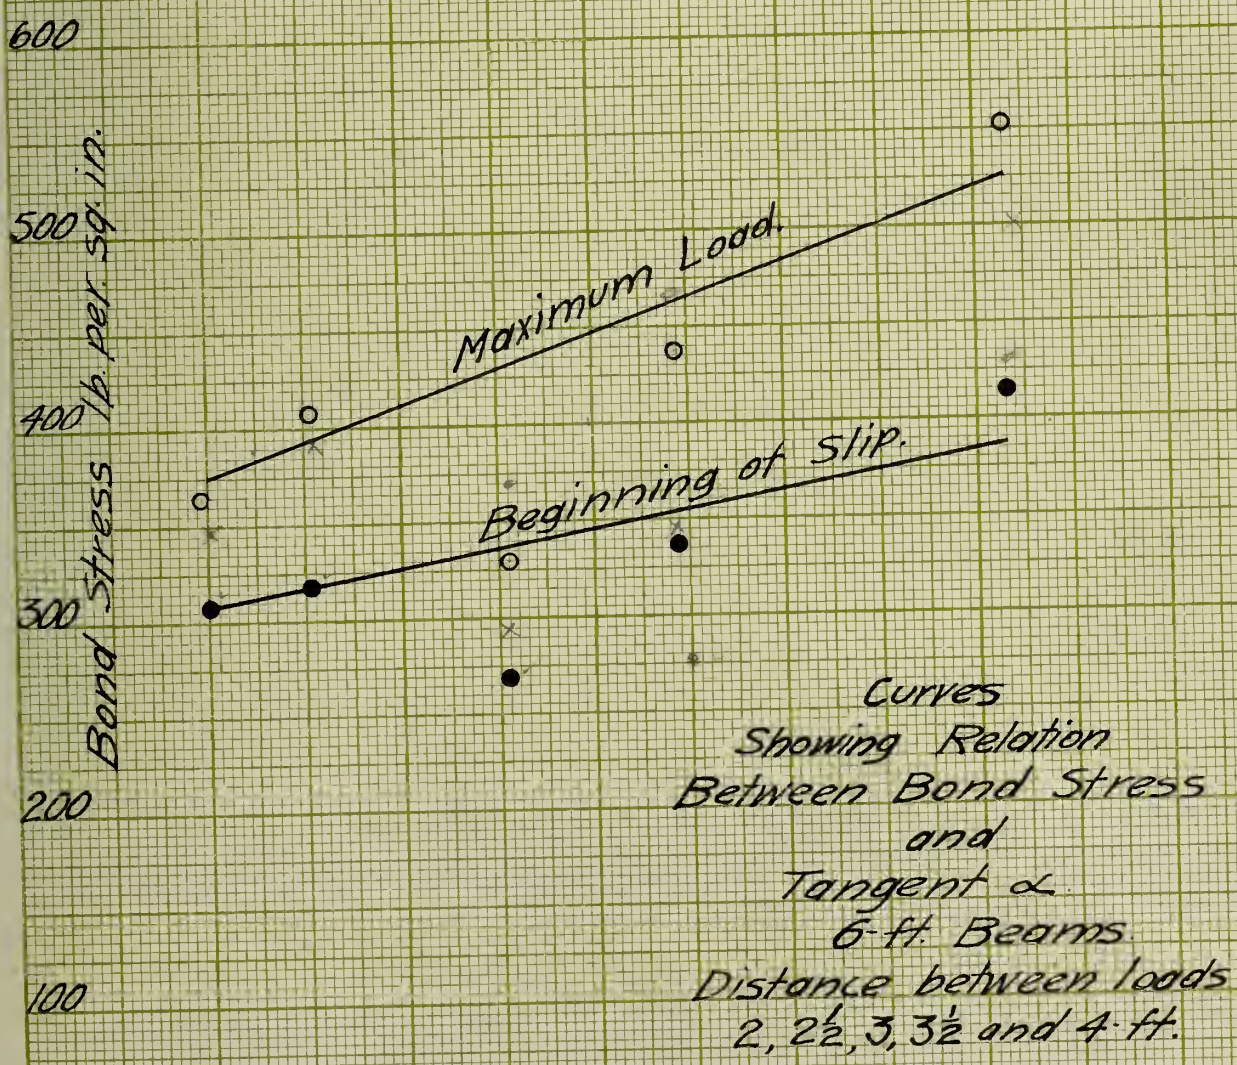 600
500
400
300
200
100
Bond Stress lb. per. sq. in.
Maximum Load.
Beginning of Slip.
Curves
Showing Relation
Between Bond Stress
and
Tangent α.
6-ft. Beams.
Distance between loads
2, 2½, 3, 3½ and 4-ft.